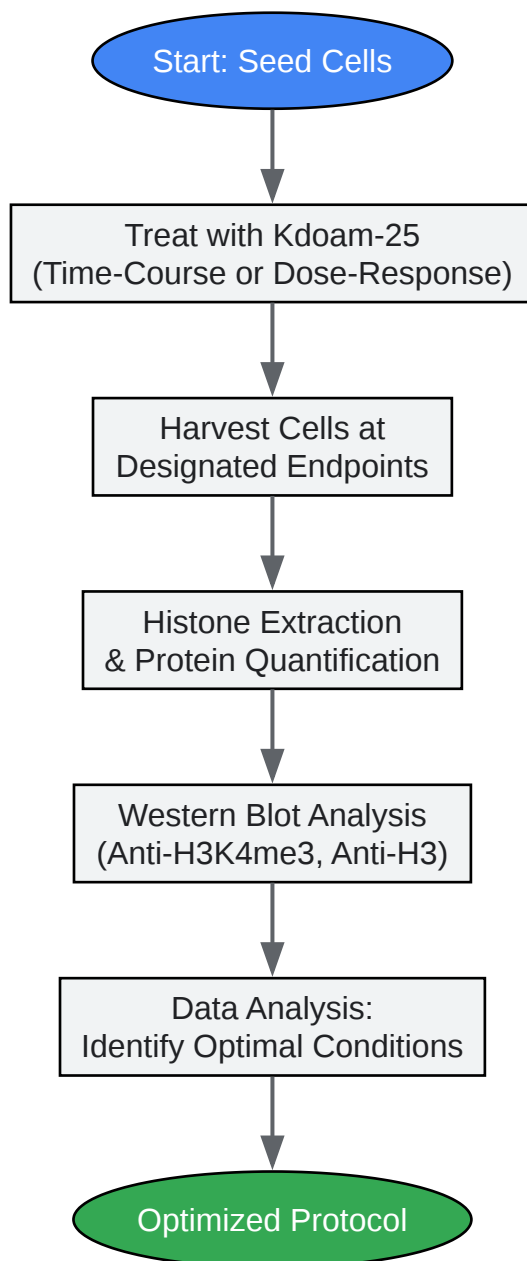 Start: Seed Cells
Treat with Kdoam-25
(Time-Course or Dose-Response)
Harvest Cells at
Designated Endpoints
Histone Extraction
& Protein Quantification
Western Blot Analysis
(Anti-H3K4me3, Anti-H3)
Data Analysis:
Identify Optimal Conditions
Optimized Protocol